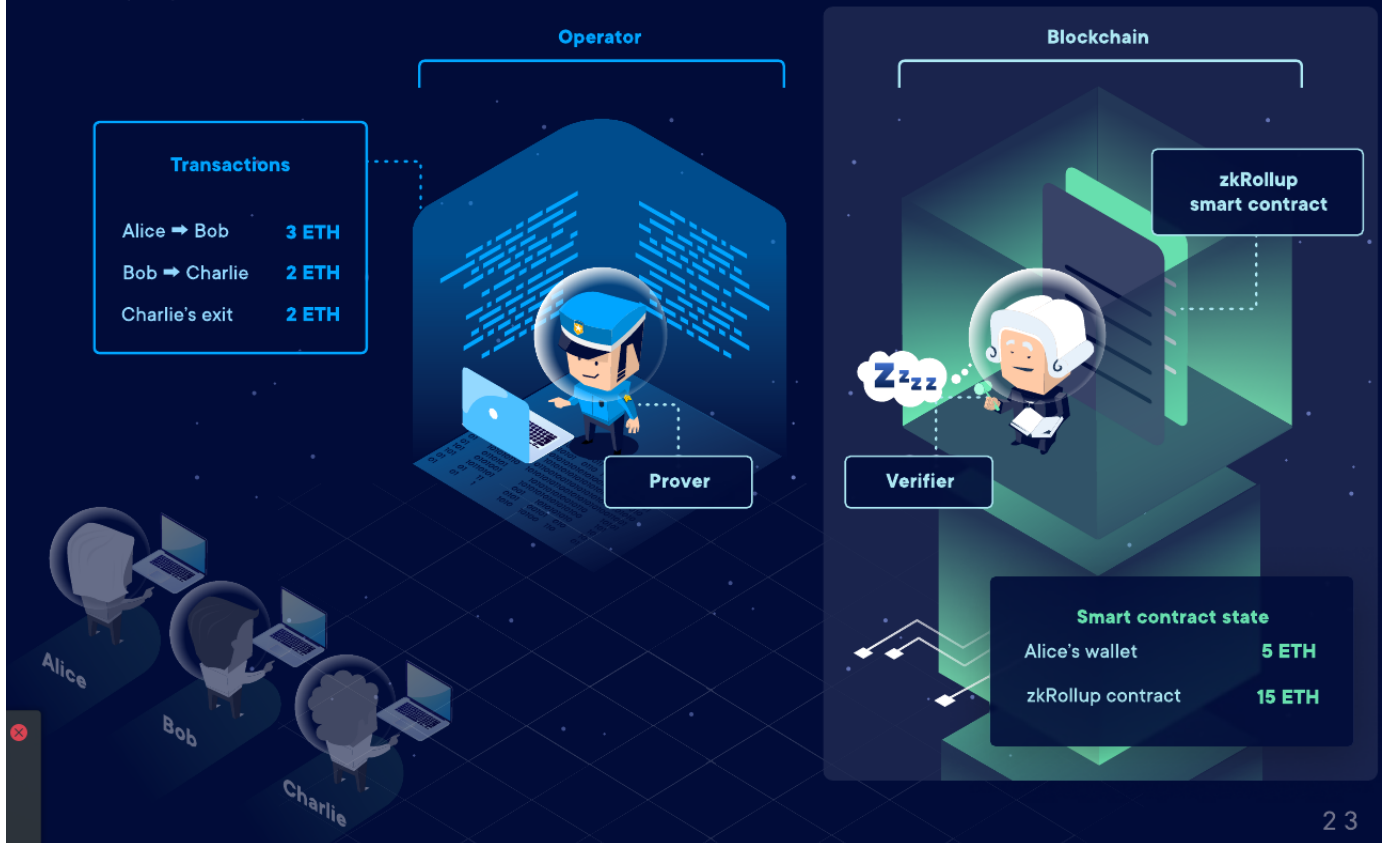 Operator
Blockchain
Transactions
Alice ➡ Bob 3 ETH
Bob ➡ Charlie 2 ETH
Charlie's exit 2 ETH
zkRollup
smart contract
Zzzz
Prover
Verifier
Smart contract state
Alice's wallet 5 ETH
zkRollup contract 15 ETH
Alice
Bob
Charlie
23